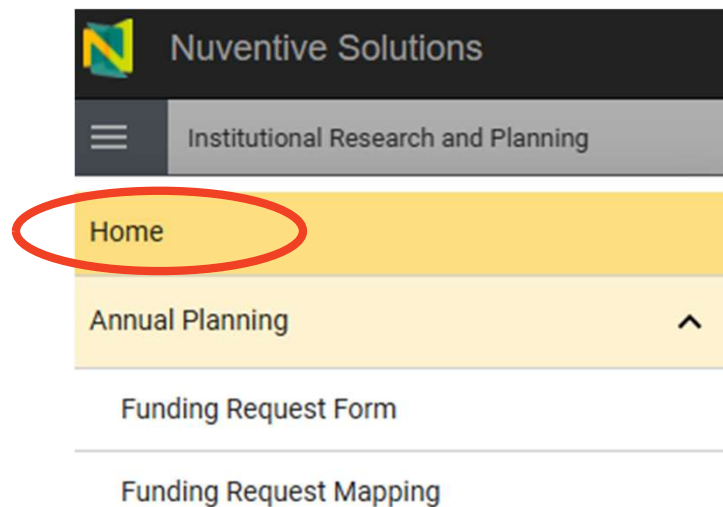 Nuventive Solutions
Institutional Research and Planning
Home
Annual Planning
Funding Request Form
Funding Request Mapping